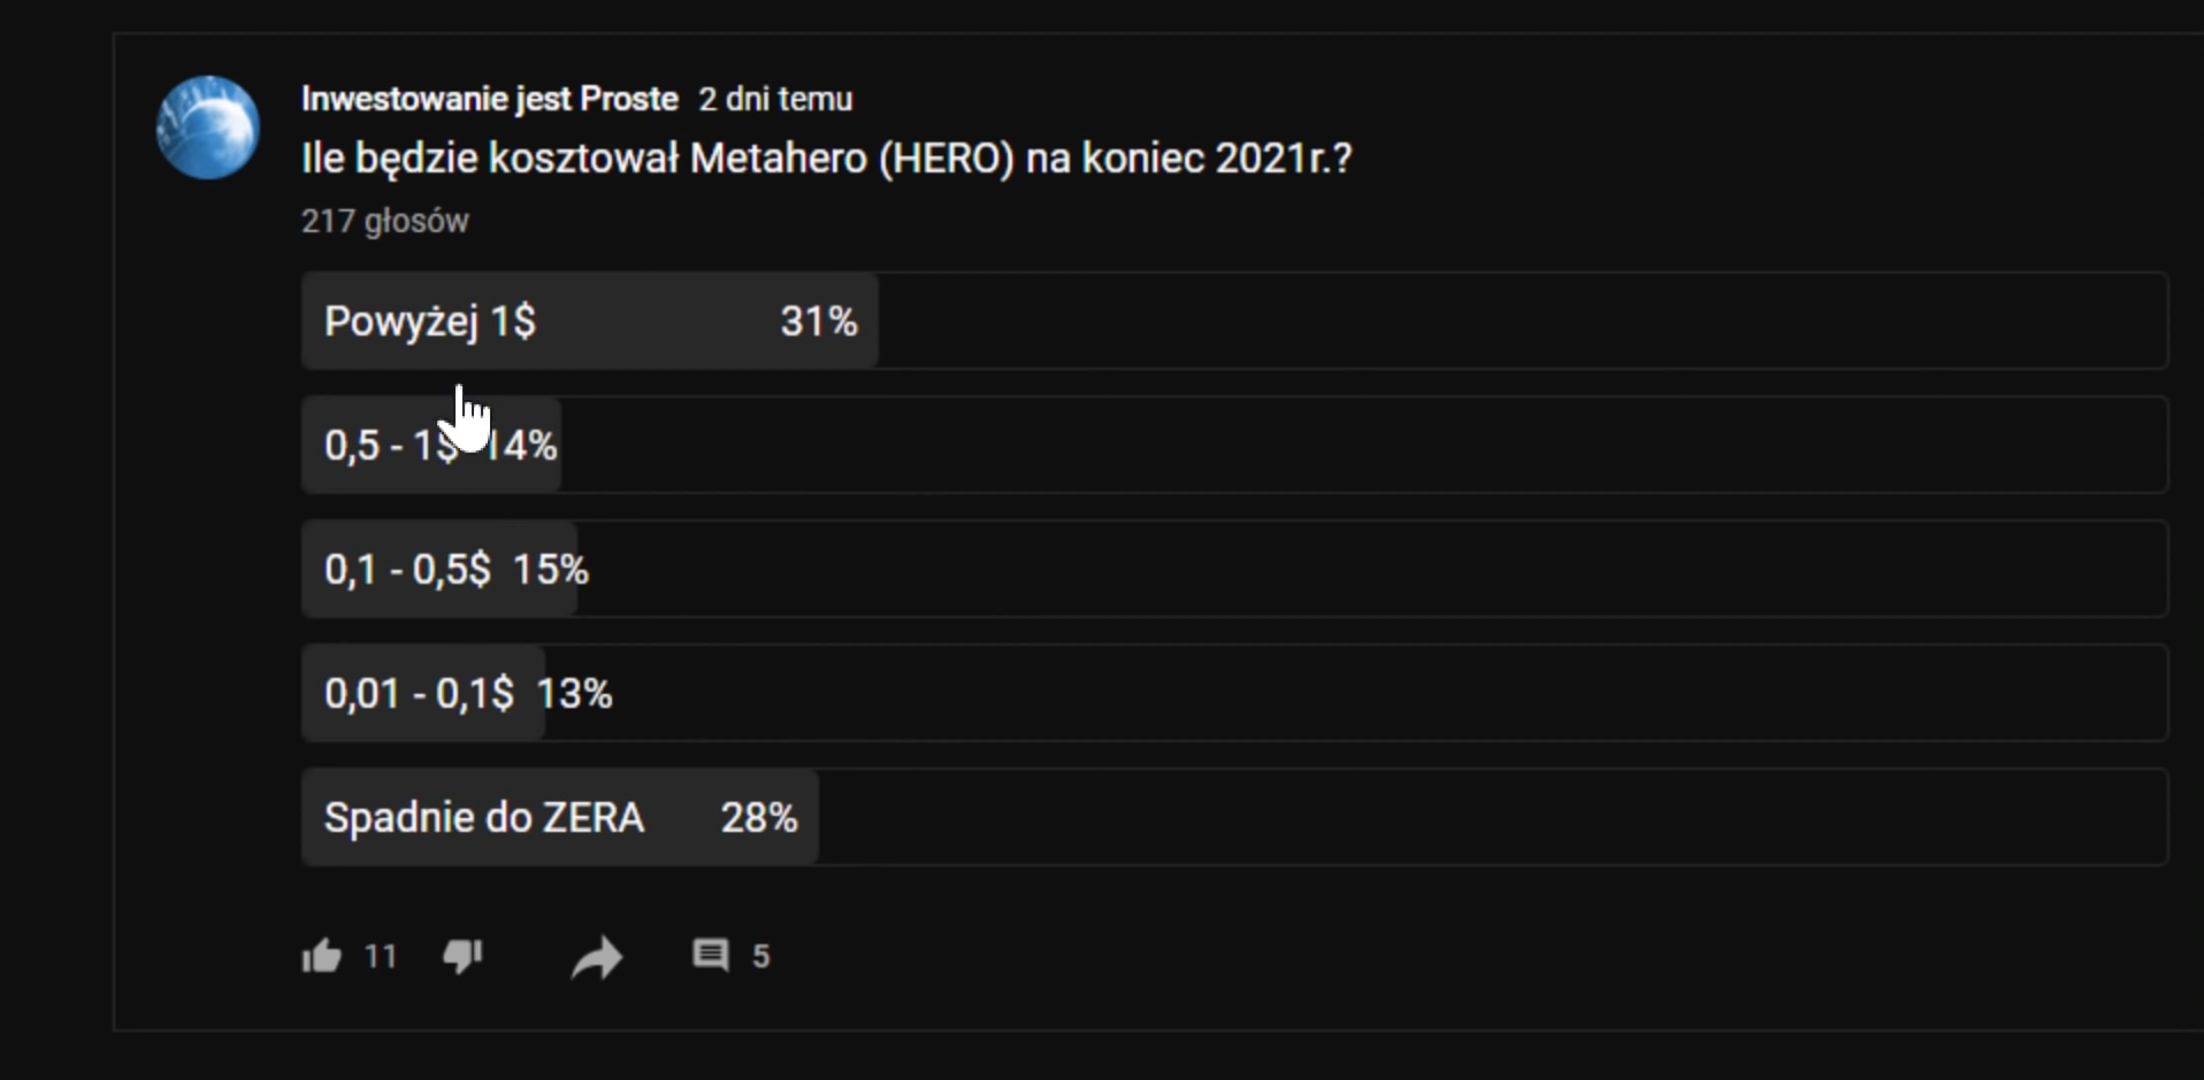 Inwestowanie jest Proste 2 dni temu
Ile będzie kosztował Metahero (HERO) na koniec 2021r.?
217 głosów
Powyżej 1$ 31%
0,5 - 1$ 14%
0,1 - 0,5$ 15%
0,01 - 0,1$ 13%
Spadnie do ZERA 28%
11 5